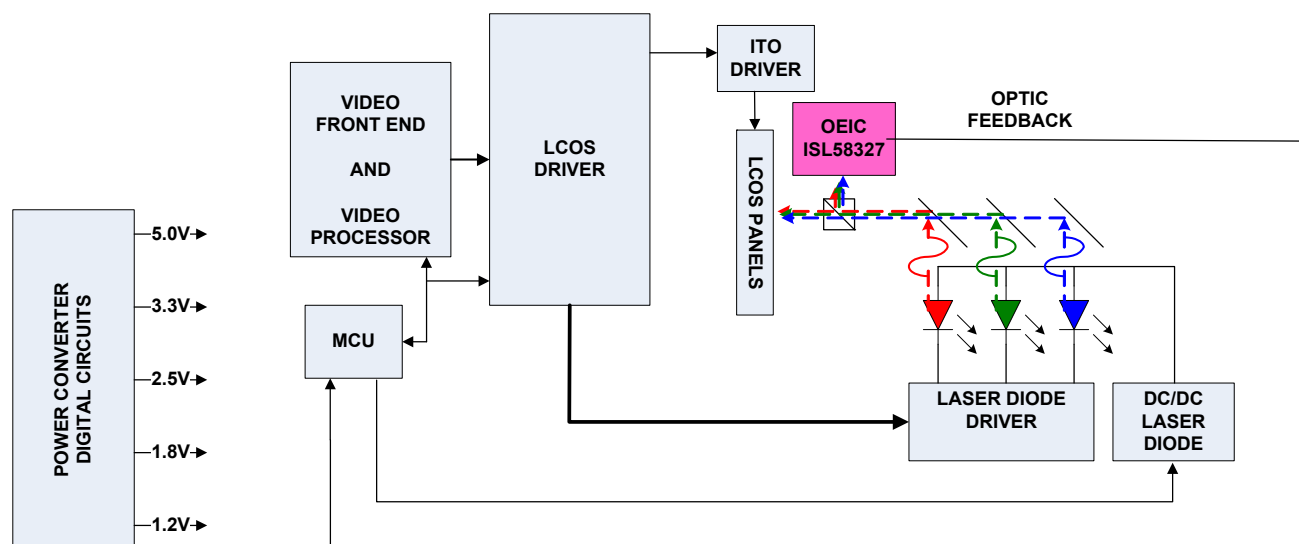 ITO
DRIVER
VIDEO
FRONT END
AND
VIDEO
PROCESSOR
LCOS
DRIVER
OPTIC
FEEDBACK
OEIC
ISL58327
LCOS PANELS
POWER CONVERTER
DIGITAL CIRCUITS
5.0V
3.3V
2.5V
1.8V
1.2V
MCU
LASER DIODE
DRIVER
DC/DC
LASER
DIODE